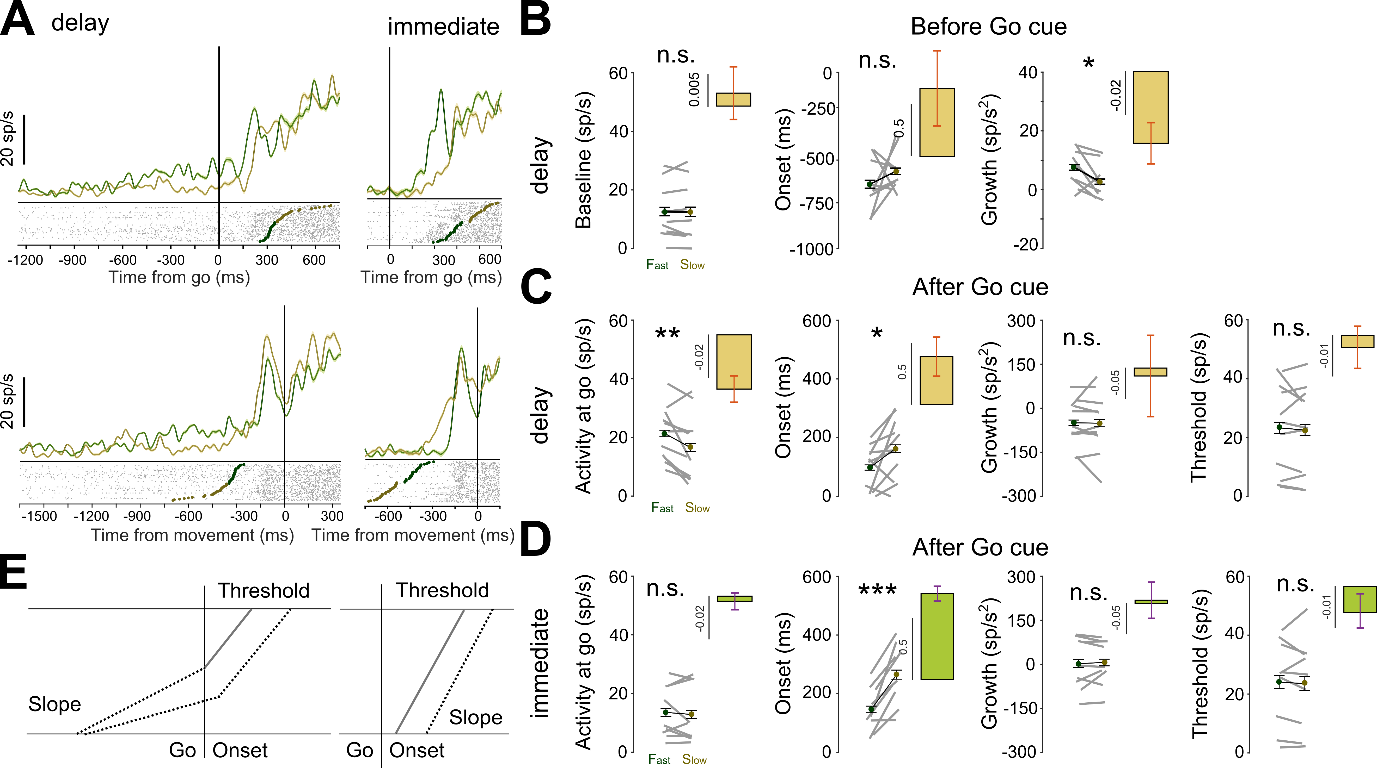 A delay immediate
20 sp/s
-1200 -900 -600 -300 0 300 600
Time from go (ms)
0 300 600
Time from go (ms)
20 sp/s
-1500 -1200 -900 -600 -300 0 300
Time from movement (ms)
-600 -300 0
Time from movement (ms)
B Before Go cue
delay
n.s.
0.005
Baseline (sp/s)
60
40
20
0
Fast Slow
n.s.
0.5
Onset (ms)
0
-250
-500
-750
-1000
*
-0.02
Growth (sp/s²)
40
20
0
-20
C After Go cue
delay
**
-0.02
Activity at go (sp/s)
60
40
20
0
Fast Slow
*
0.5
Onset (ms)
600
400
200
0
n.s.
-0.05
Growth (sp/s²)
300
150
0
-150
-300
n.s.
-0.01
Threshold (sp/s)
60
40
20
0
D After Go cue
immediate
n.s.
-0.02
Activity at go (sp/s)
60
40
20
0
Fast Slow
***
0.5
Onset (ms)
600
400
200
0
n.s.
-0.05
Growth (sp/s²)
300
150
0
-150
-300
n.s.
-0.01
Threshold (sp/s)
60
40
20
0
E
Threshold
Slope
Go Onset
Threshold
Slope
Go Onset